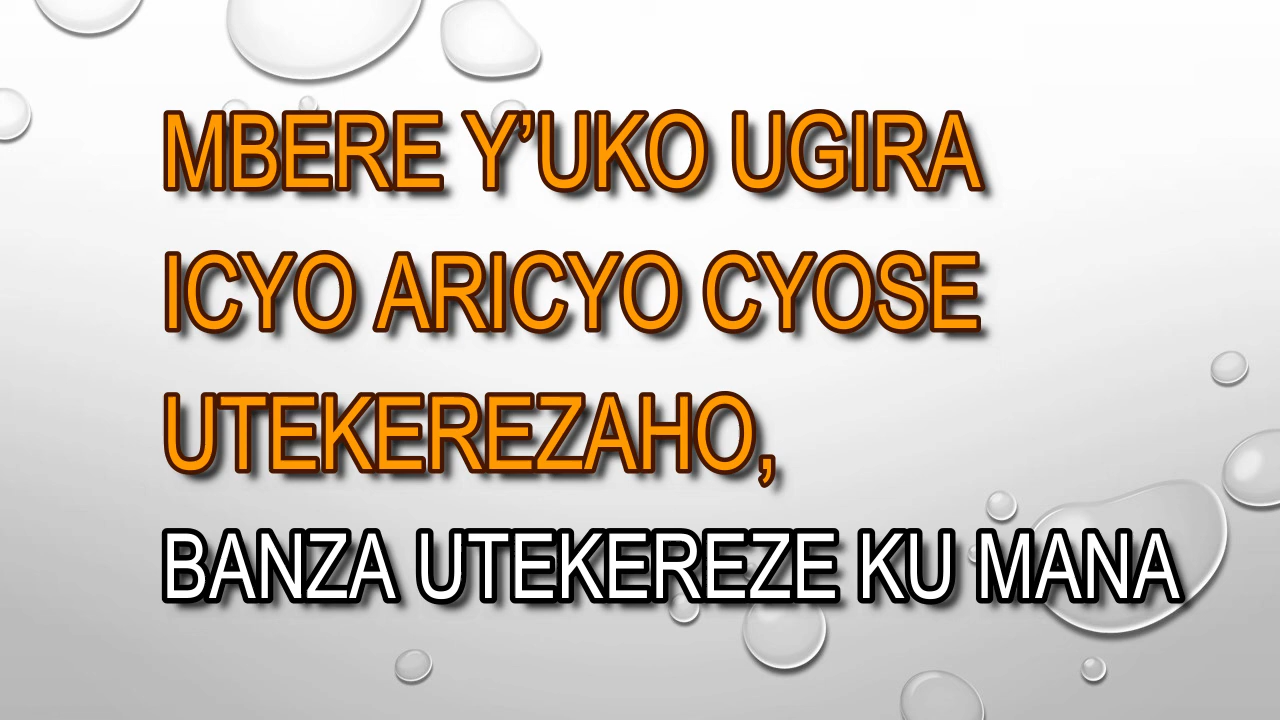 MBERE Y’UKO UGIRA
ICYO ARICYO CYOSE
UTEKEREZAHO,
BANZA UTEKEREZE KU MANA